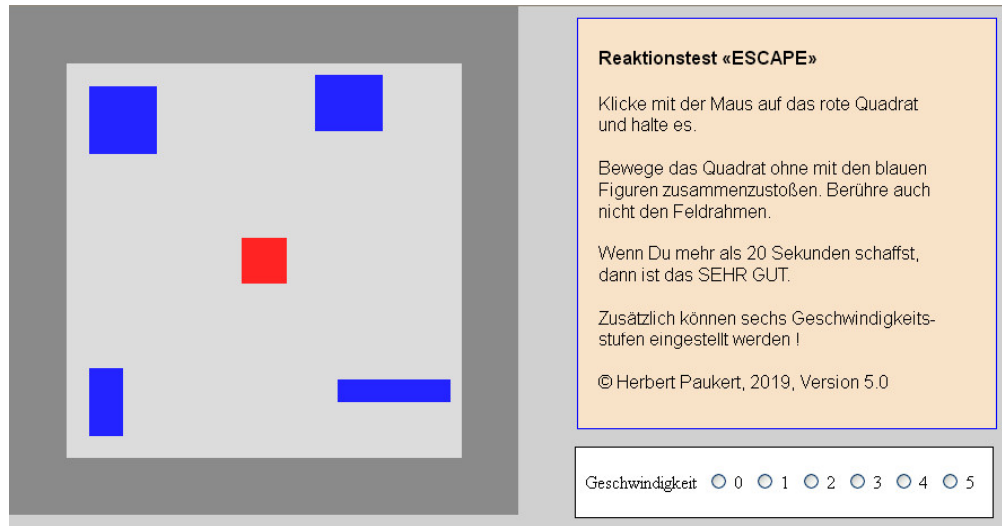 Reaktionstest «ESCAPE»
Klicke mit der Maus auf das rote Quadrat
und halte es.
Bewege das Quadrat ohne mit den blauen
Figuren zusammenzustoßen. Berühre auch
nicht den Feldrahmen.
Wenn Du mehr als 20 Sekunden schaffst,
dann ist das SEHR GUT.
Zusätzlich können sechs Geschwindigkeits-
stufen eingestellt werden !
© Herbert Paukert, 2019, Version 5.0
Geschwindigkeit 0 1 2 3 4 5